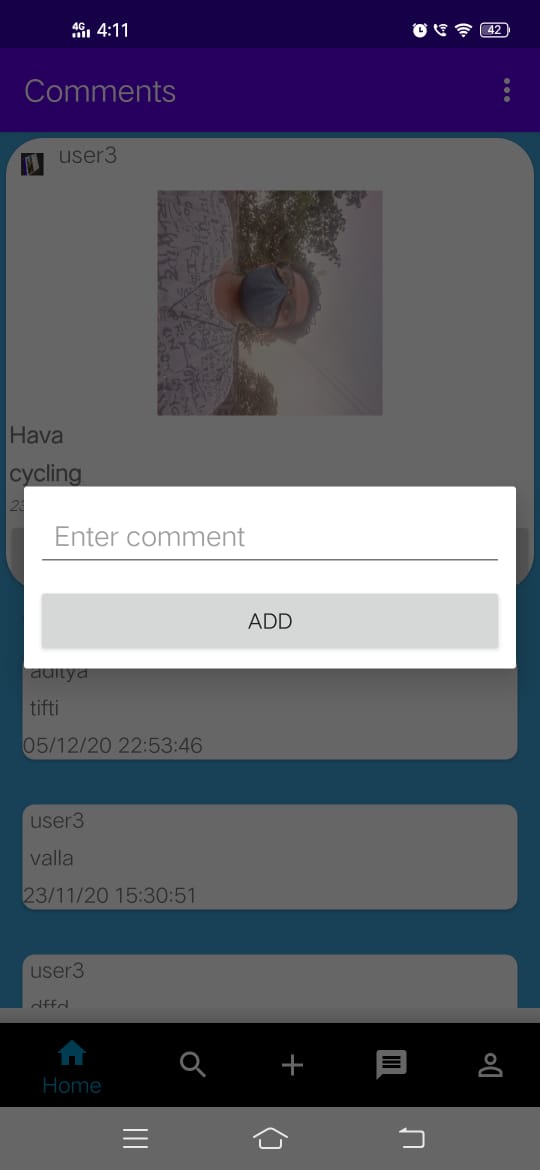 4G 4:11 42
Comments
user3
Hava
cycling
Enter comment
ADD
aditya
tifti
05/12/20 22:53:46
user3
valla
23/11/20 15:30:51
user3
dffd
Home